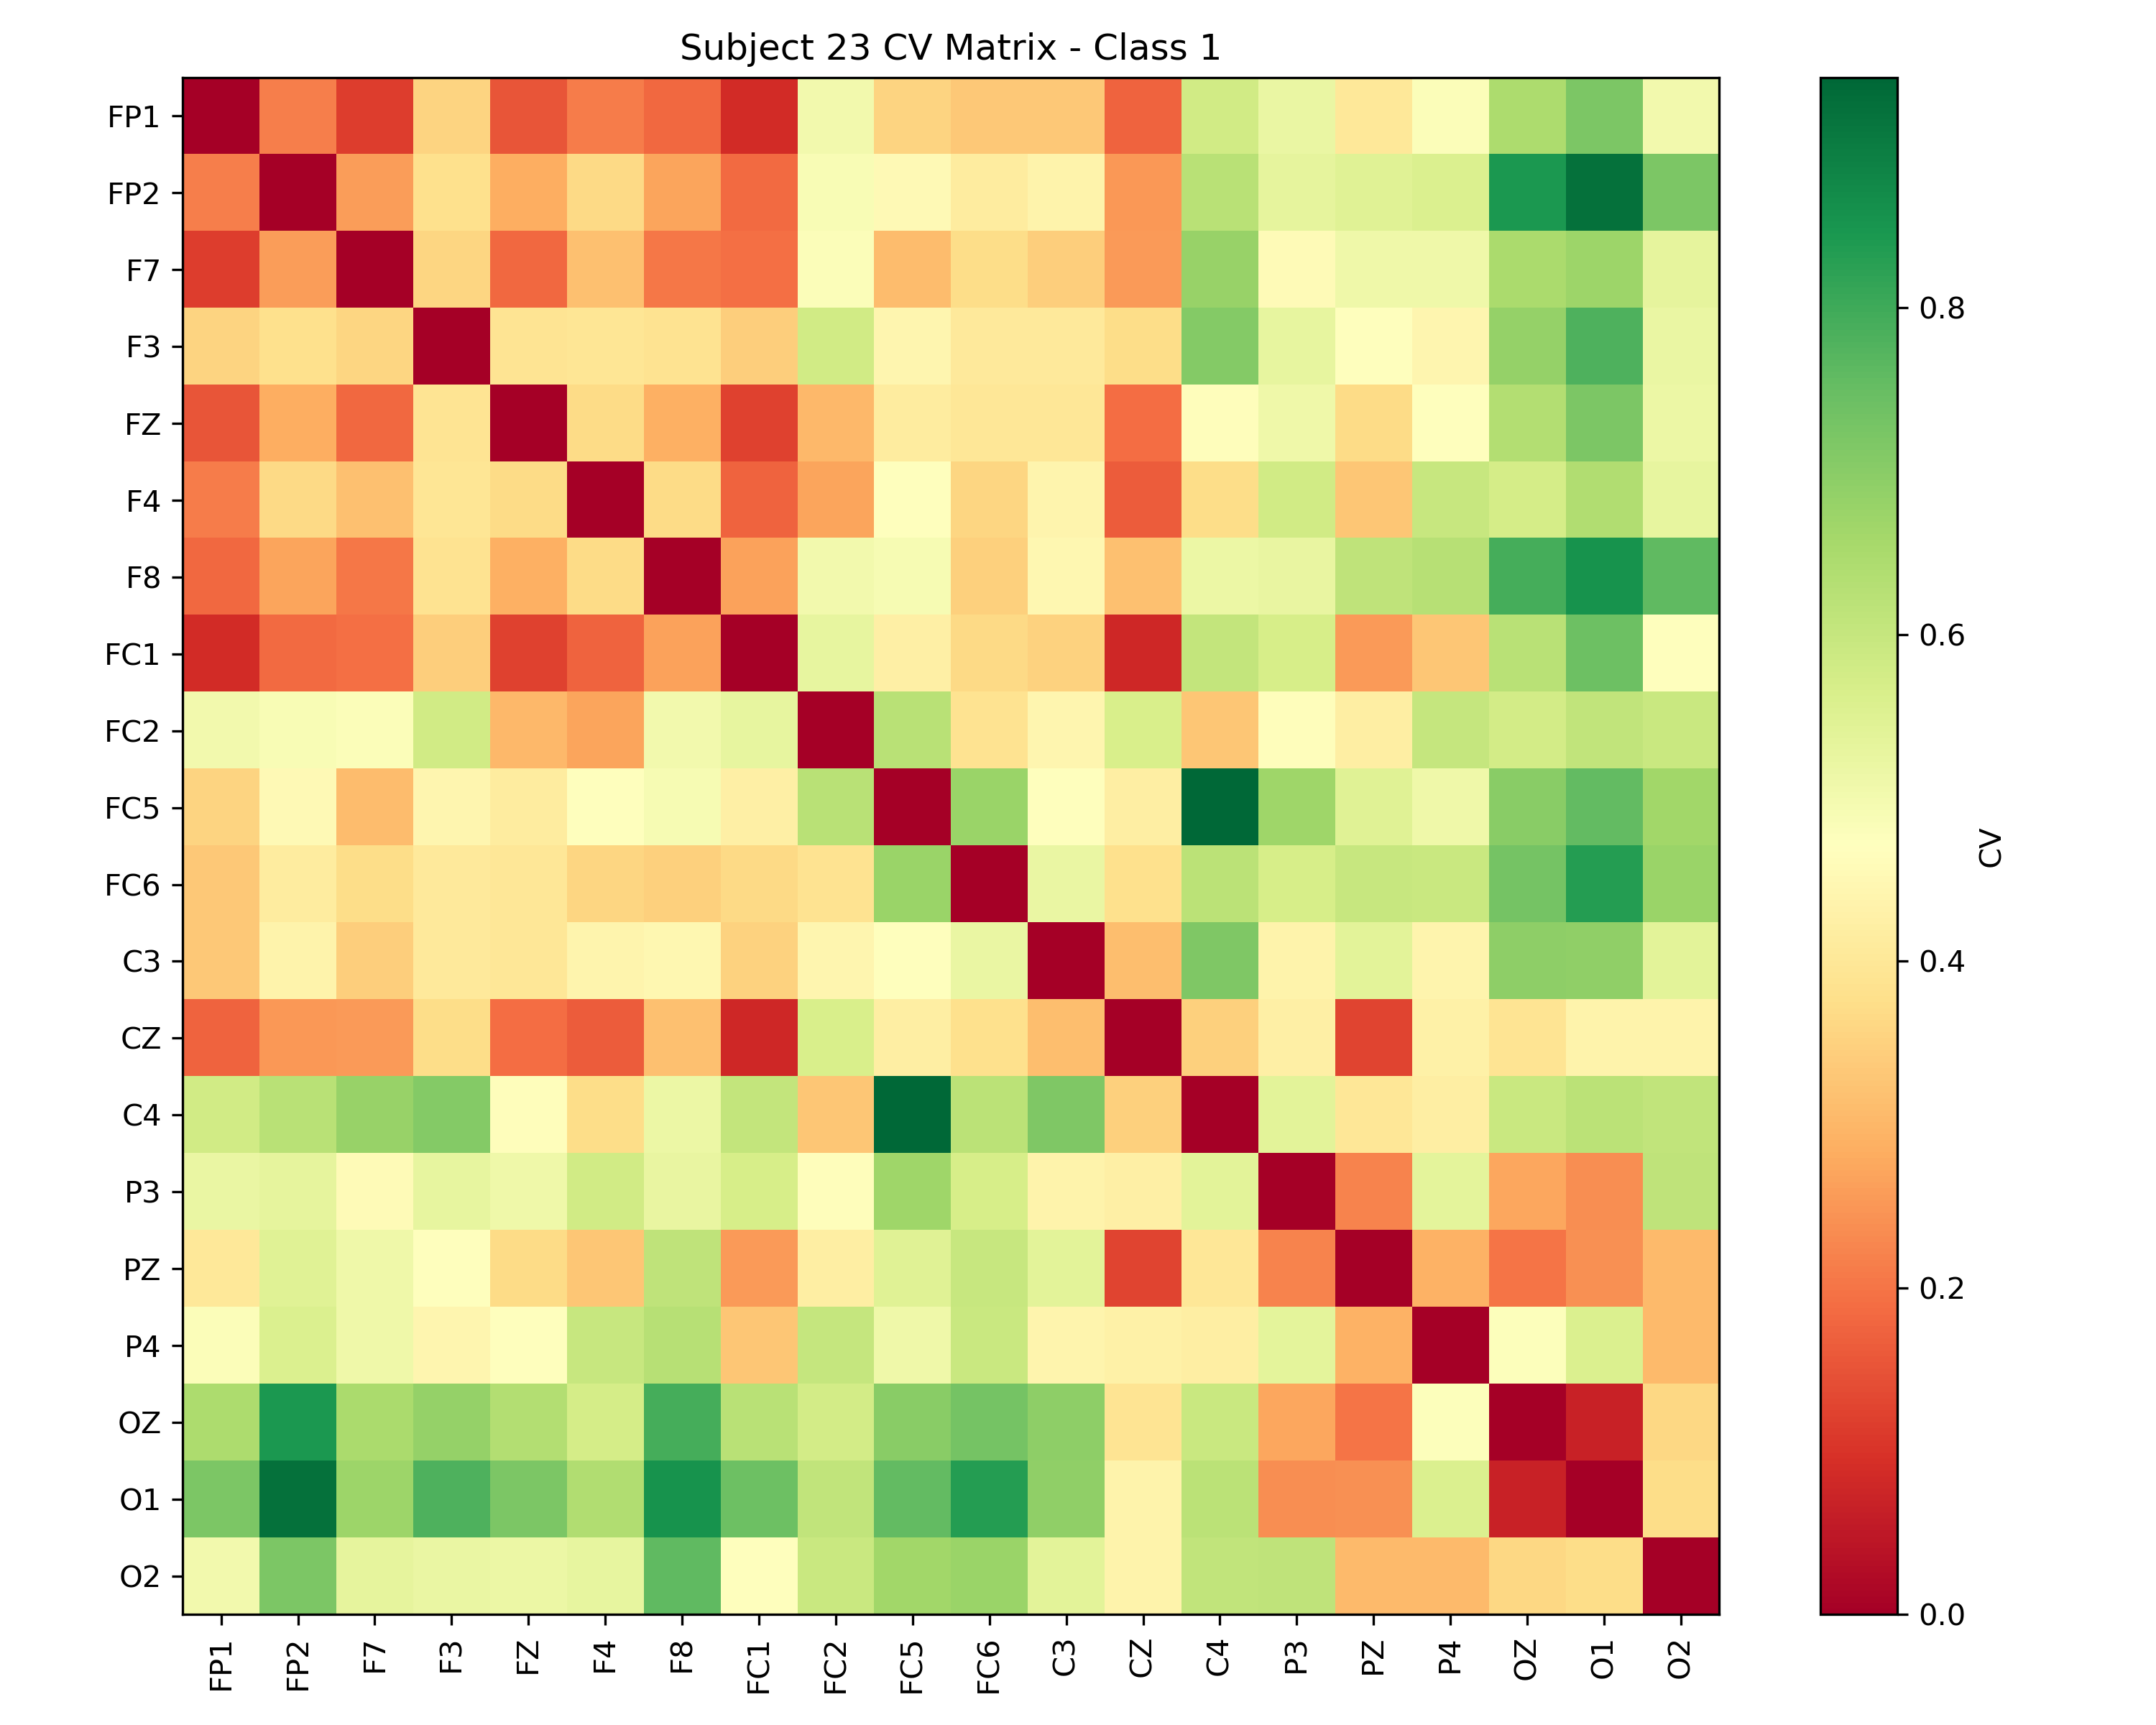 Subject 23 CV Matrix - Class 1
FP1
FP2
F7
F3
FZ
F4
F8
FC1
FC2
FC5
FC6
C3
CZ
C4
P3
PZ
P4
OZ
O1
O2
FP1 FP2 F7 F3 FZ F4 F8 FC1 FC2 FC5 FC6 C3 CZ C4 P3 PZ P4 OZ O1 O2
0.8
0.6
0.4
0.2
0.0
CV